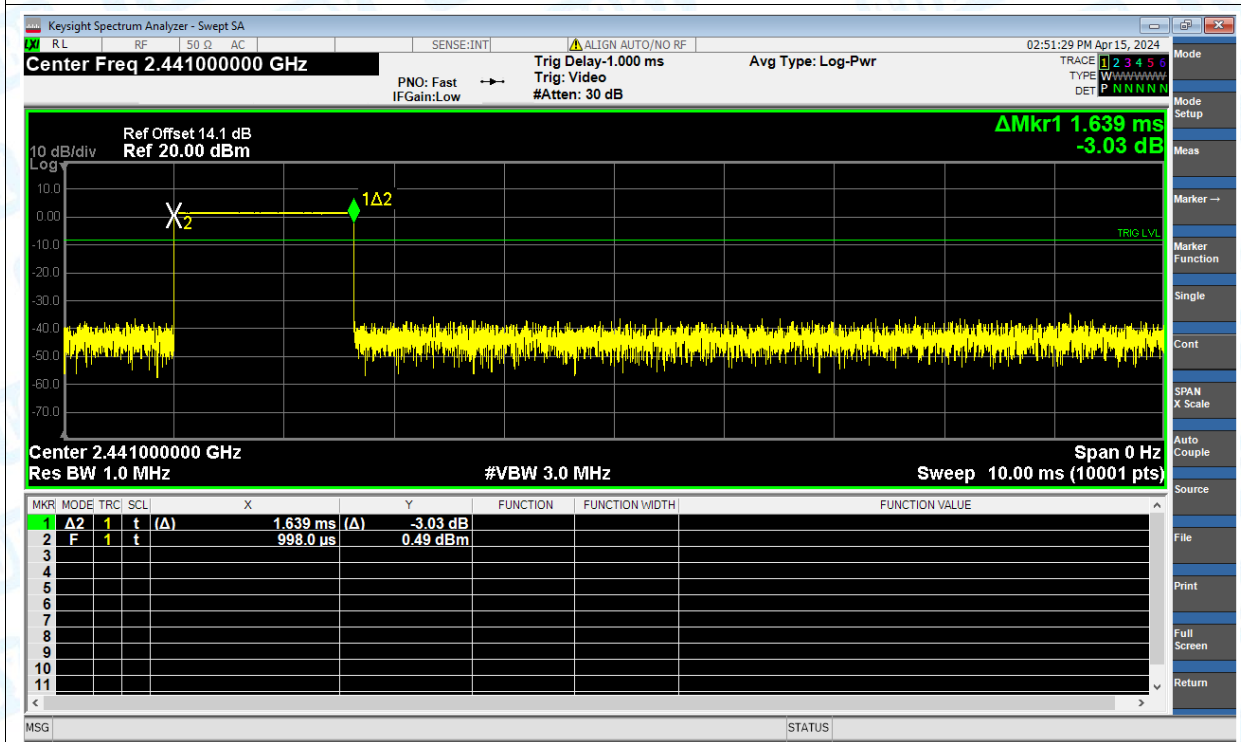 Keysight Spectrum Analyzer - Swept SA
LXI RL RF 50 Ω AC SENSE:INT ALIGN AUTO/NO RF 02:51:29 PM Apr 15, 2024
Center Freq 2.441000000 GHz
PNO: Fast
IFGain:Low
Trig Delay-1.000 ms
Trig: Video
#Atten: 30 dB
Avg Type: Log-Pwr
TRACE 1 2 3 4 5 6
TYPE WWWWWW
DET P N N N N N
ΔMkr1 1.639 ms
-3.03 dB
Ref Offset 14.1 dB
10 dB/div Ref 20.00 dBm
Log
10.0
0.00
-10.0
-20.0
-30.0
-40.0
-50.0
-60.0
-70.0
1Δ2
X2
TRIG LVL
Center 2.441000000 GHz Span 0 Hz
Res BW 1.0 MHz #VBW 3.0 MHz Sweep 10.00 ms (10001 pts)
MKR MODE TRC SCL X Y FUNCTION FUNCTION WIDTH FUNCTION VALUE
1 Δ2 1 t (Δ) 1.639 ms (Δ) -3.03 dB
2 F 1 t 998.0 µs 0.49 dBm
3
4
5
6
7
8
9
10
11
MSG STATUS
Mode
Mode
Setup
Meas
Marker →
Marker
Function
Single
Cont
SPAN
X Scale
Auto
Couple
Source
File
Print
Full
Screen
Return